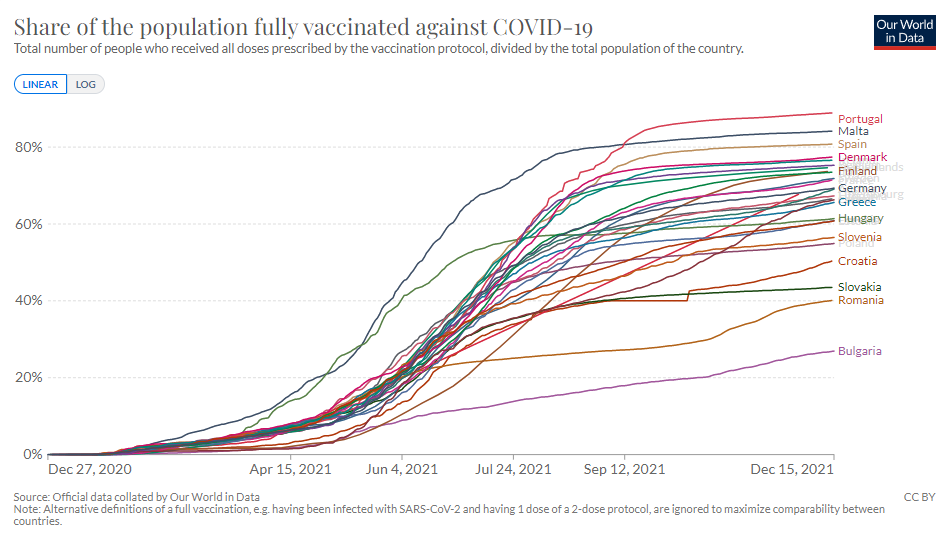 Share of the population fully vaccinated against COVID-19
Our World
in Data
Total number of people who received all doses prescribed by the vaccination protocol, divided by the total population of the country.
LINEAR LOG
Portugal
Malta
80%
Spain
Denmark
Finland
Germany
Greece
60%
Hungary
Slovenia
Poland
Croatia
40%
Slovakia
Romania
20%
Bulgaria
0%
Dec 27, 2020 Apr 15, 2021 Jun 4, 2021 Jul 24, 2021 Sep 12, 2021 Dec 15, 2021
Source: Official data collated by Our World in Data CC BY
Note: Alternative definitions of a full vaccination, e.g. having been infected with SARS-CoV-2 and having 1 dose of a 2-dose protocol, are ignored to maximize comparability between
countries.